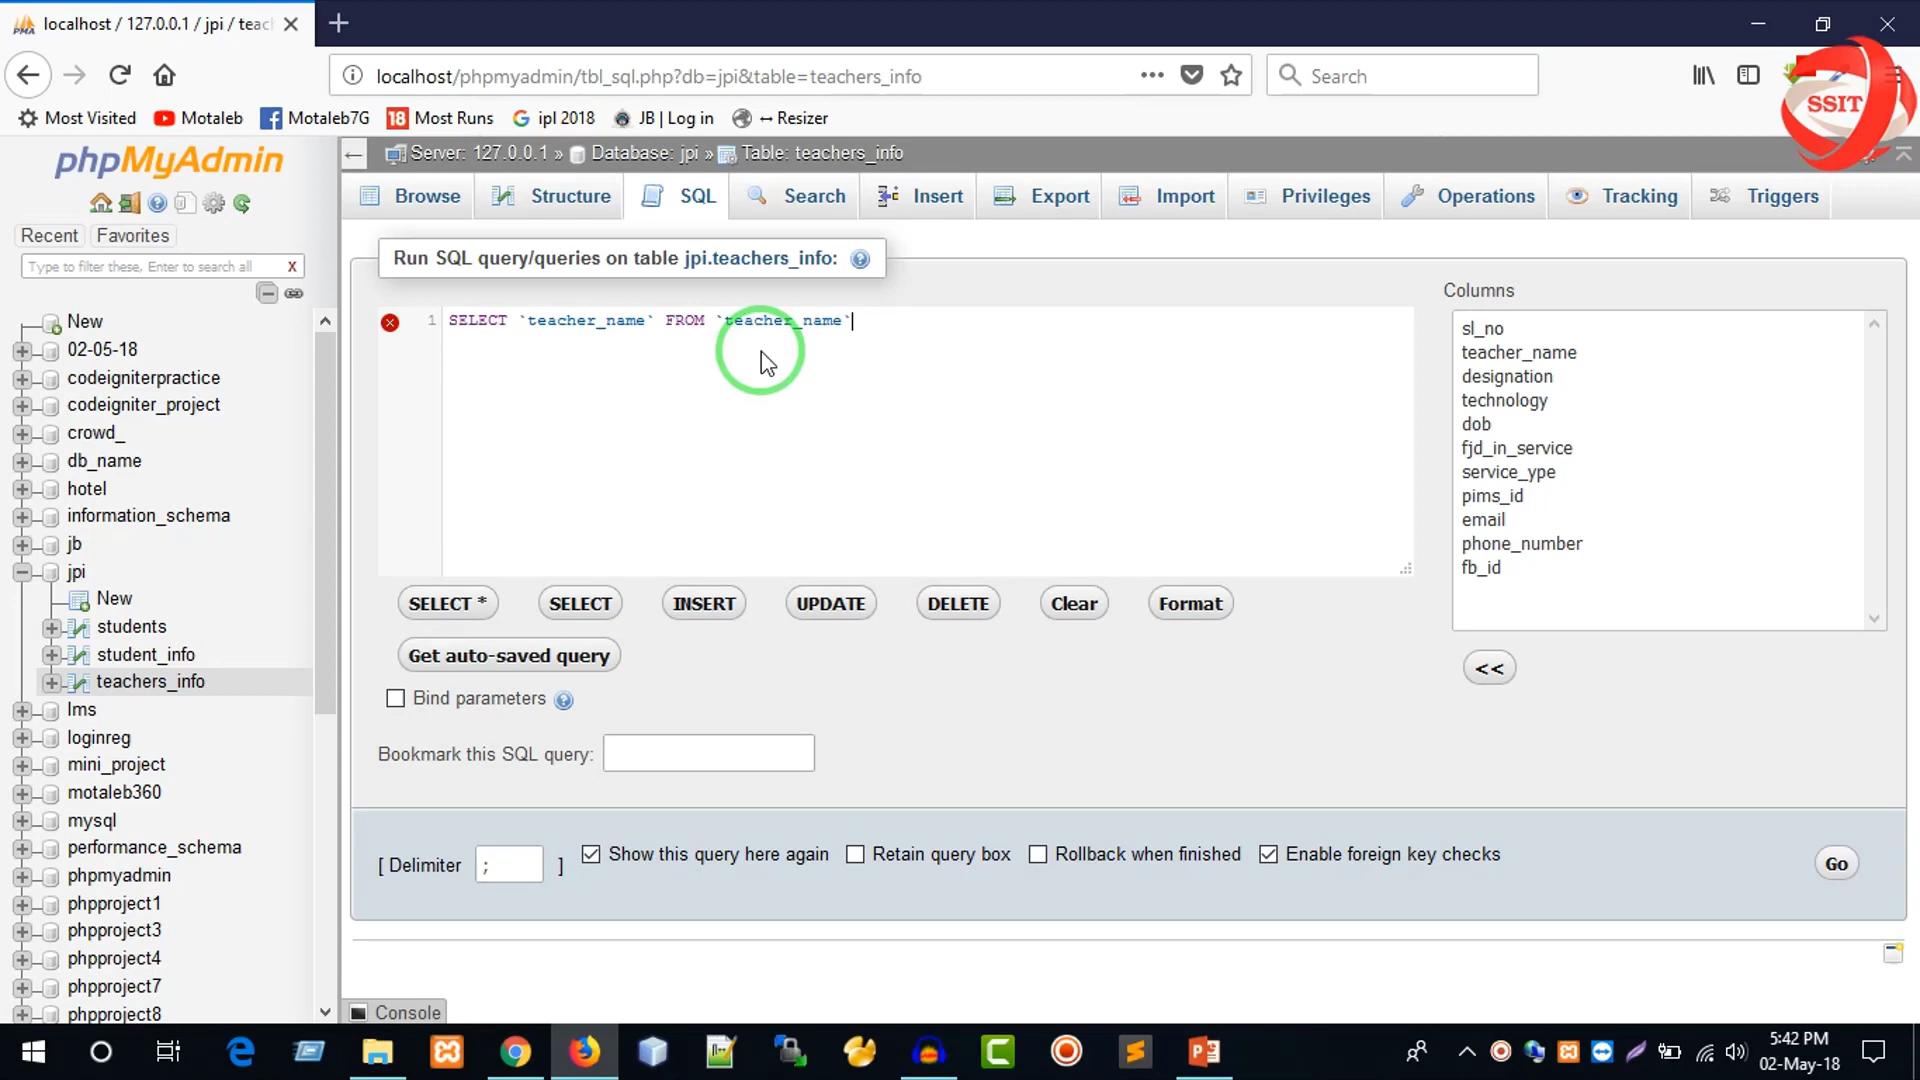 localhost / 127.0.0.1 / jpi / teac
localhost/phpmyadmin/tbl_sql.php?db=jpi&table=teachers_info
Search
SSIT
Most Visited
Motaleb
Motaleb7G
18 Most Runs
ipl 2018
JB | Log in
↔ Resizer
phpMyAdmin
Recent
Favorites
Type to filter these, Enter to search all
X
New
02-05-18
codeigniterpractice
codeigniter_project
crowd_
db_name
hotel
information_schema
jb
jpi
New
students
student_info
teachers_info
lms
loginreg
mini_project
motaleb360
mysql
performance_schema
phpmyadmin
phpproject1
phpproject3
phpproject4
phpproject7
phpproject8
Server: 127.0.0.1 » Database: jpi » Table: teachers_info
Browse
Structure
SQL
Search
Insert
Export
Import
Privileges
Operations
Tracking
Triggers
Run SQL query/queries on table jpi.teachers_info:
1 SELECT `teacher_name` FROM `teacher_name`
Columns
sl_no
teacher_name
designation
technology
dob
fjd_in_service
service_ype
pims_id
email
phone_number
fb_id
<<
SELECT *
SELECT
INSERT
UPDATE
DELETE
Clear
Format
Get auto-saved query
Bind parameters
Bookmark this SQL query:
[ Delimiter ; ]
Show this query here again
Retain query box
Rollback when finished
Enable foreign key checks
Go
Console
5:42 PM
02-May-18